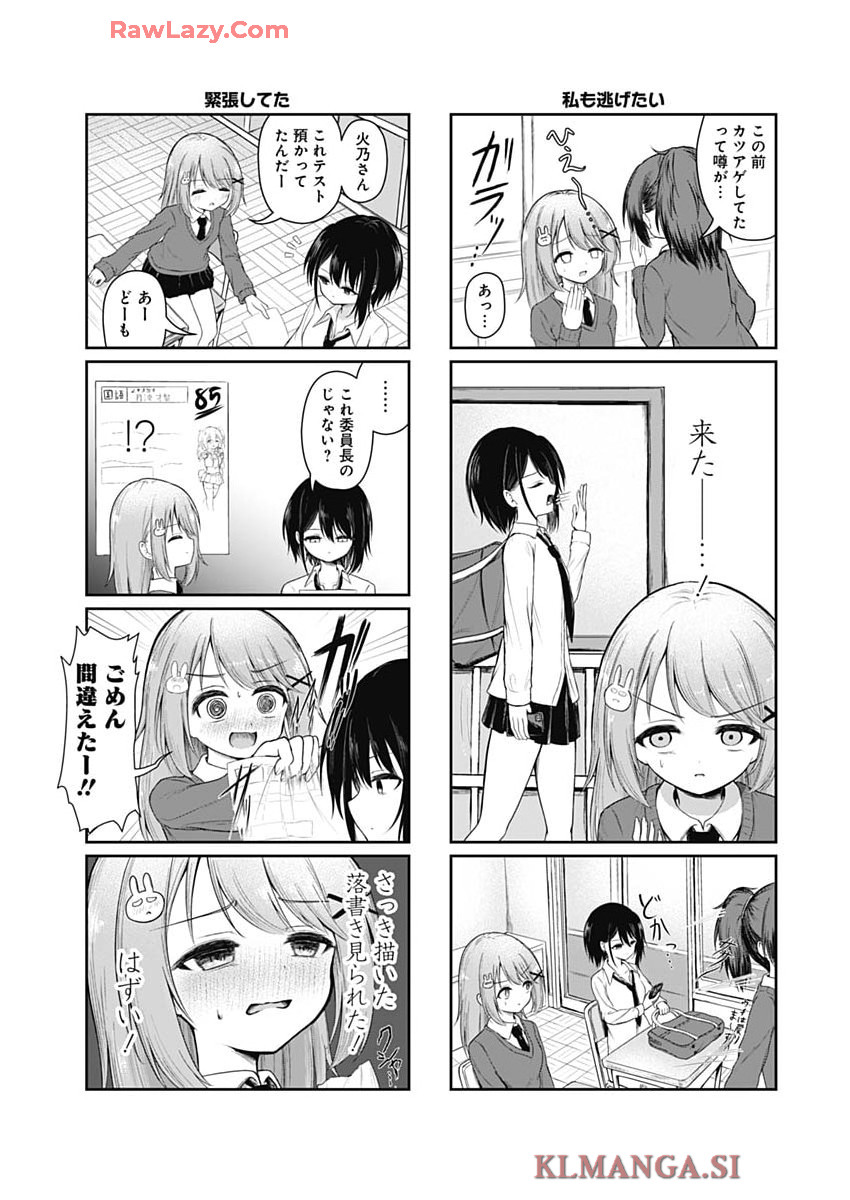 RawLazy.Com
私も逃げたい
この前
カツアゲしてた
って噂が…
ひえ〜
ガラッ
あっ…
来た――…
どかっ…
緊張してた
火乃さん
これテスト
預かって
たんだー
あー
どーも
………
これ委員長の
じゃない？
国語
85
!?
ガッ
ごめん
間違えたー!!
さっき描いた
落書き見られた！
はずい！
クシャ…
KLMANGA.SI